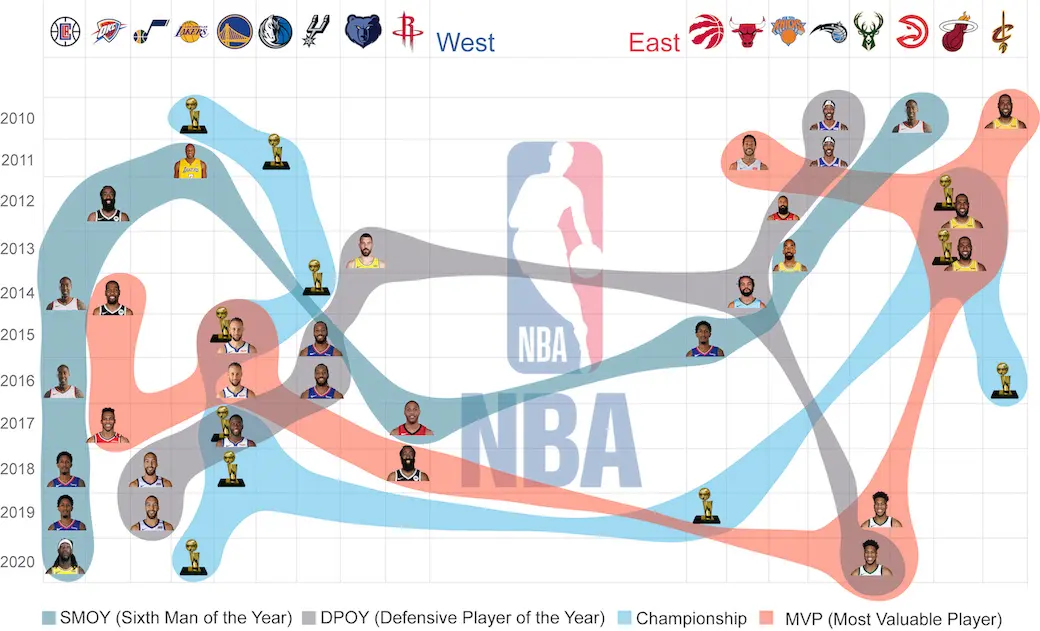 LAKERS
West
East
2010
2011
2012
2013
2014
2015
2016
2017
2018
2019
2020
NBA
NBA
SMOY (Sixth Man of the Year)
DPOY (Defensive Player of the Year)
Championship
MVP (Most Valuable Player)